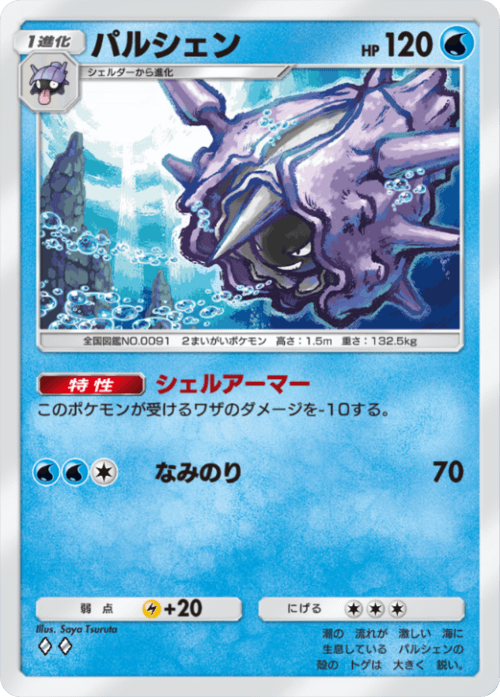 1進化
パルシェン
HP 120
シェルダーから進化
全国図鑑NO.0091 2まいがいポケモン 高さ：1.5m 重さ：132.5kg
特性 シェルアーマー
このポケモンが受けるワザのダメージを-10する。
なみのり 70
弱点 +20
にげる
Illus. Saya Tsuruta
潮の 流れが 激しい 海に
生息している パルシェンの
殻の トゲは 大きく 鋭い。